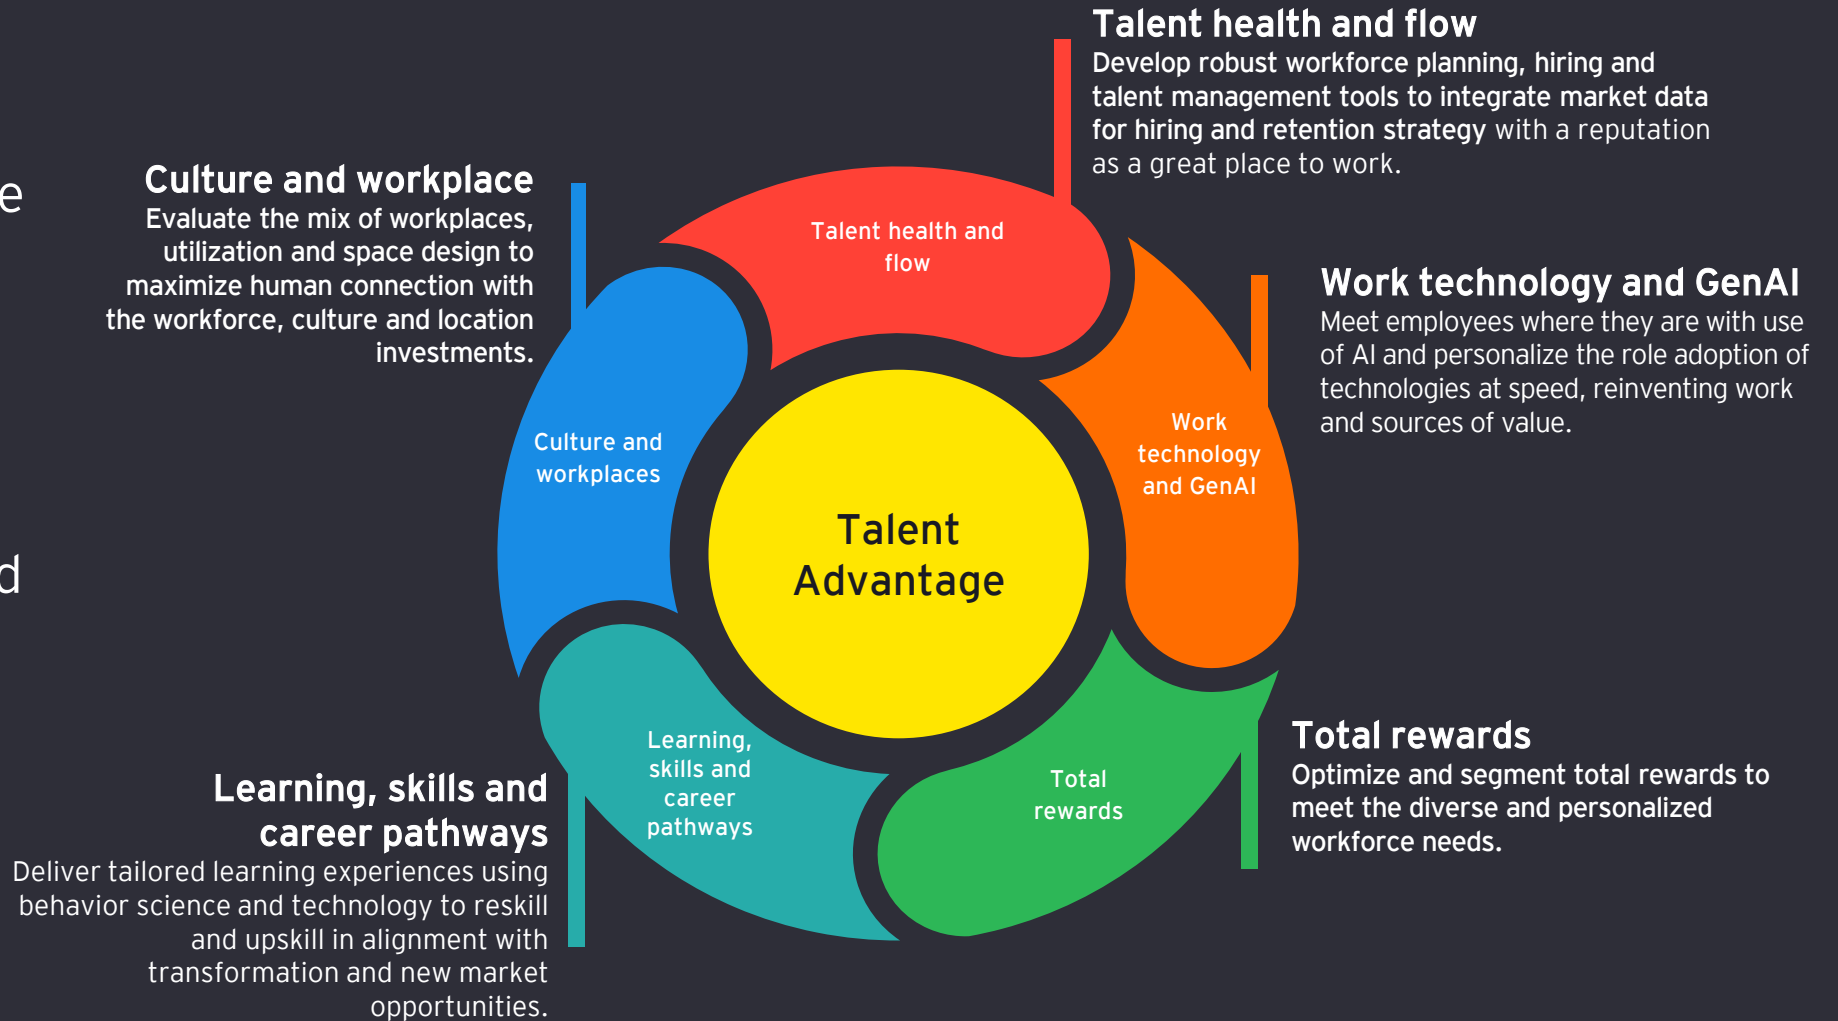 Talent health and flow
Develop robust workforce planning, hiring and
talent management tools to integrate market data
for hiring and retention strategy with a reputation
as a great place to work.
Culture and workplace
Evaluate the mix of workplaces,
utilization and space design to
maximize human connection with
the workforce, culture and location
investments.
e
Talent health and
flow
Work technology and GenAI
Meet employees where they are with use
of AI and personalize the role adoption of
technologies at speed, reinventing work
and sources of value.
Culture and
workplaces
Work
technology
and GenAI
Talent
Advantage
d
Learning,
skills and
career
pathways
Total
rewards
Total rewards
Optimize and segment total rewards to
meet the diverse and personalized
workforce needs.
Learning, skills and
career pathways
Deliver tailored learning experiences using
behavior science and technology to reskill
and upskill in alignment with
transformation and new market
opportunities.